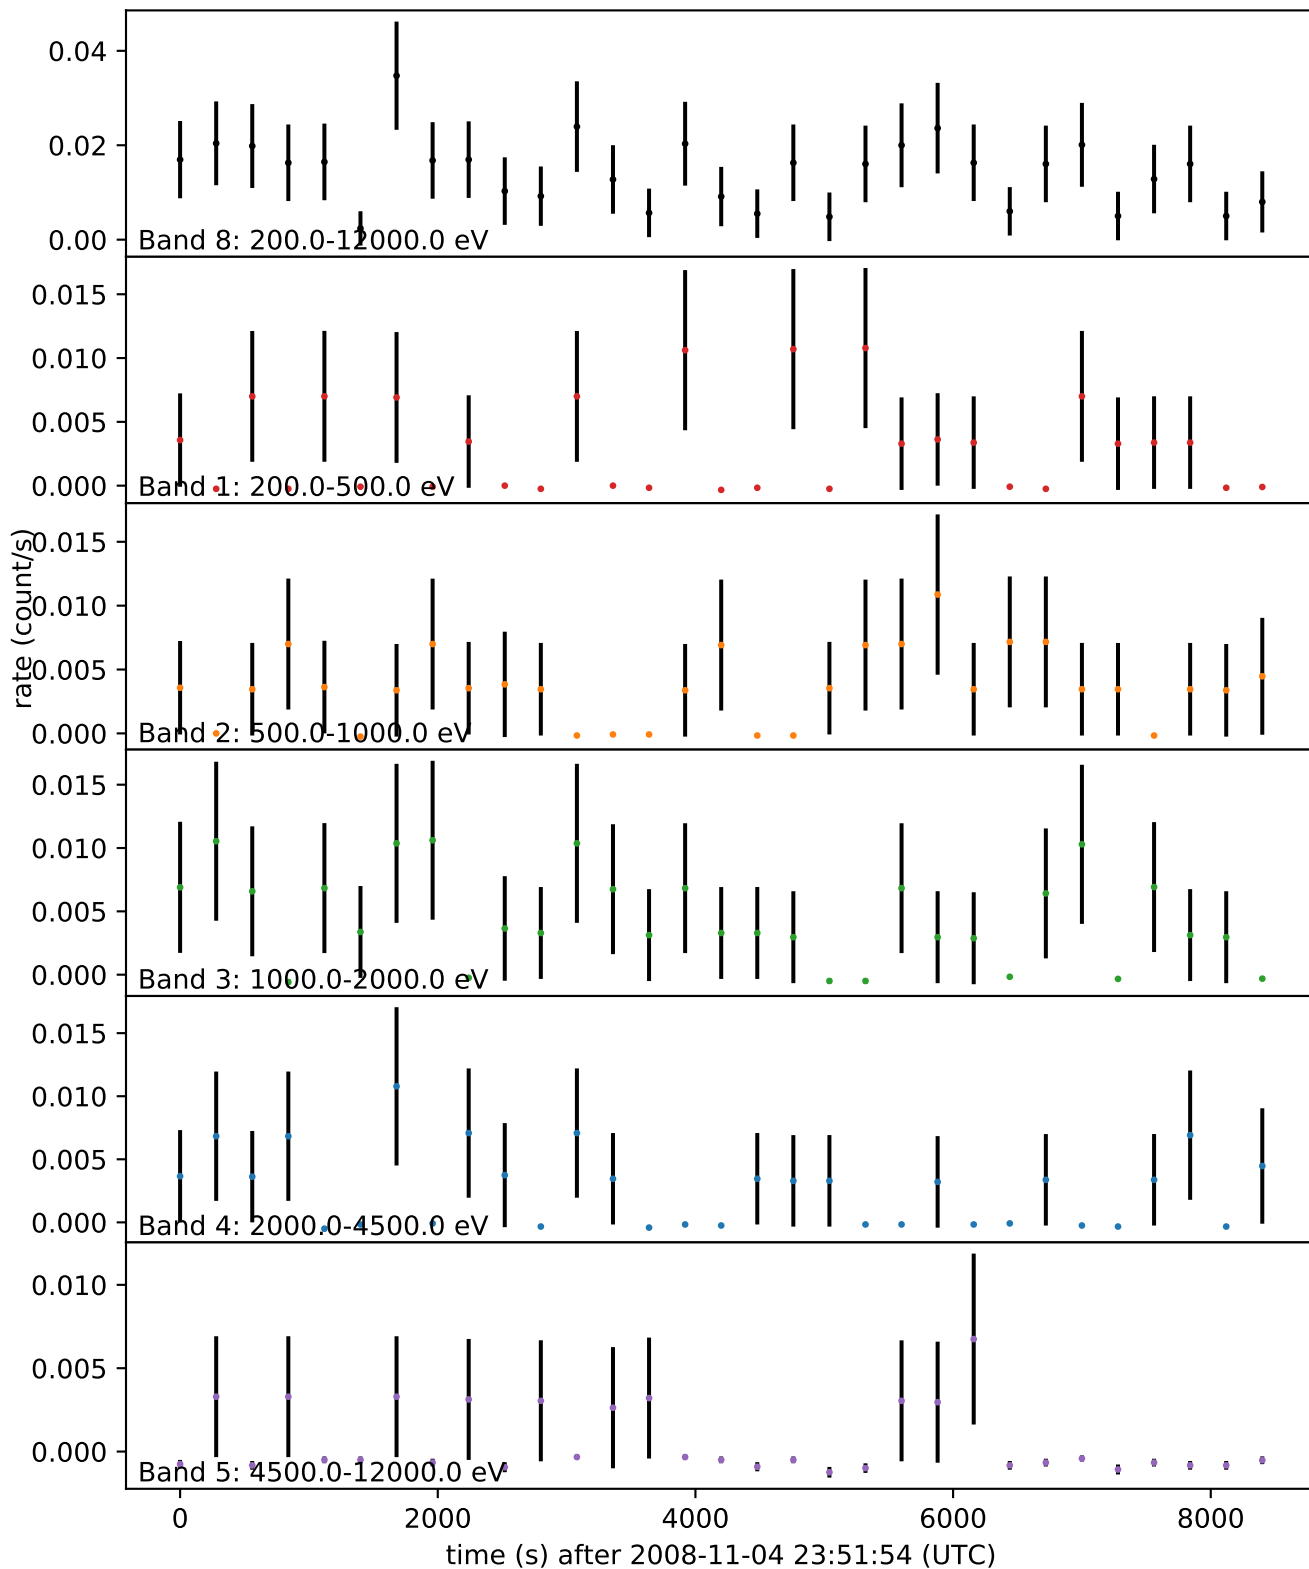 0.04
0.02
0.00
Band 8: 200.0-12000.0 eV
0.015
0.010
0.005
0.000
Band 1: 200.0-500.0 eV
rate (count/s)
0.015
0.010
0.005
0.000
Band 2: 500.0-1000.0 eV
0.015
0.010
0.005
0.000
Band 3: 1000.0-2000.0 eV
0.015
0.010
0.005
0.000
Band 4: 2000.0-4500.0 eV
0.010
0.005
0.000
Band 5: 4500.0-12000.0 eV
0 2000 4000 6000 8000
time (s) after 2008-11-04 23:51:54 (UTC)